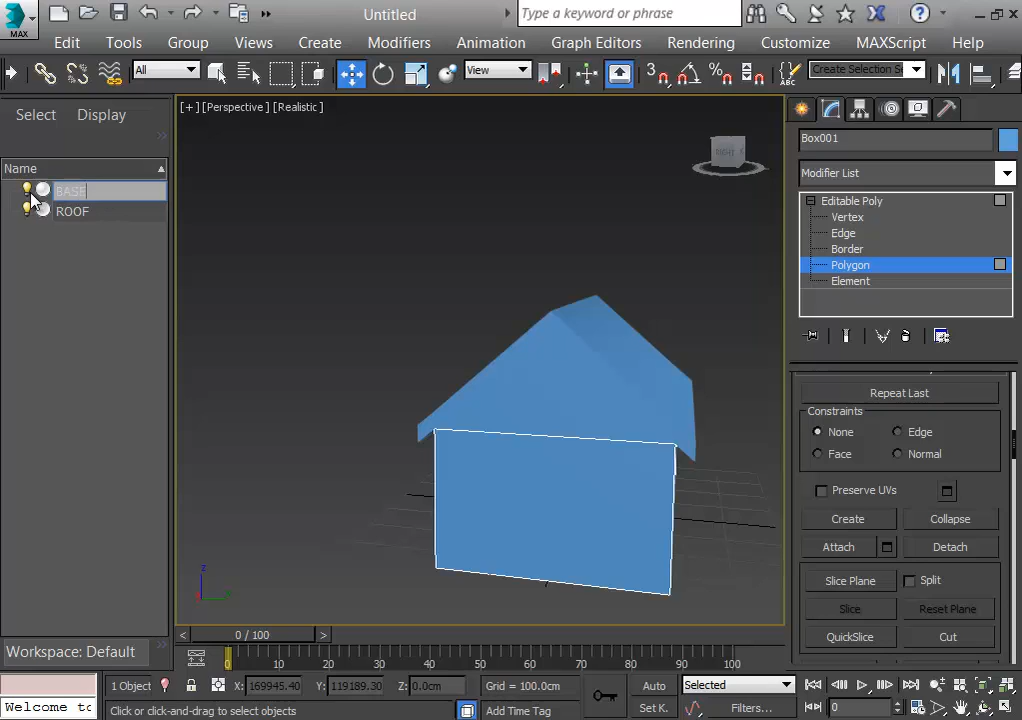 Untitled
Type a keyword or phrase
MAX
Edit Tools Group Views Create Modifiers Animation Graph Editors Rendering Customize MAXScript Help
All
View
3
%
ABC
Create Selection Se
Select Display
[+] [Perspective] [Realistic]
Name
BASE
ROOF
Box001
Modifier List
Editable Poly
Vertex
Edge
Border
Polygon
Element
Repeat Last
Constraints
None Edge
Face Normal
Preserve UVs
Create Collapse
Attach Detach
Slice Plane Split
Slice Reset Plane
QuickSlice Cut
z
< 0 / 100 >
Workspace: Default
0 10 20 30 40 50 60 70 80 90 100
1 Object X: 169945.40 Y: 119189.30 Z: 0.0cm Grid = 100.0cm Auto Selected
Welcome to Click or click-and-drag to select objects Add Time Tag Set K. Filters... 0